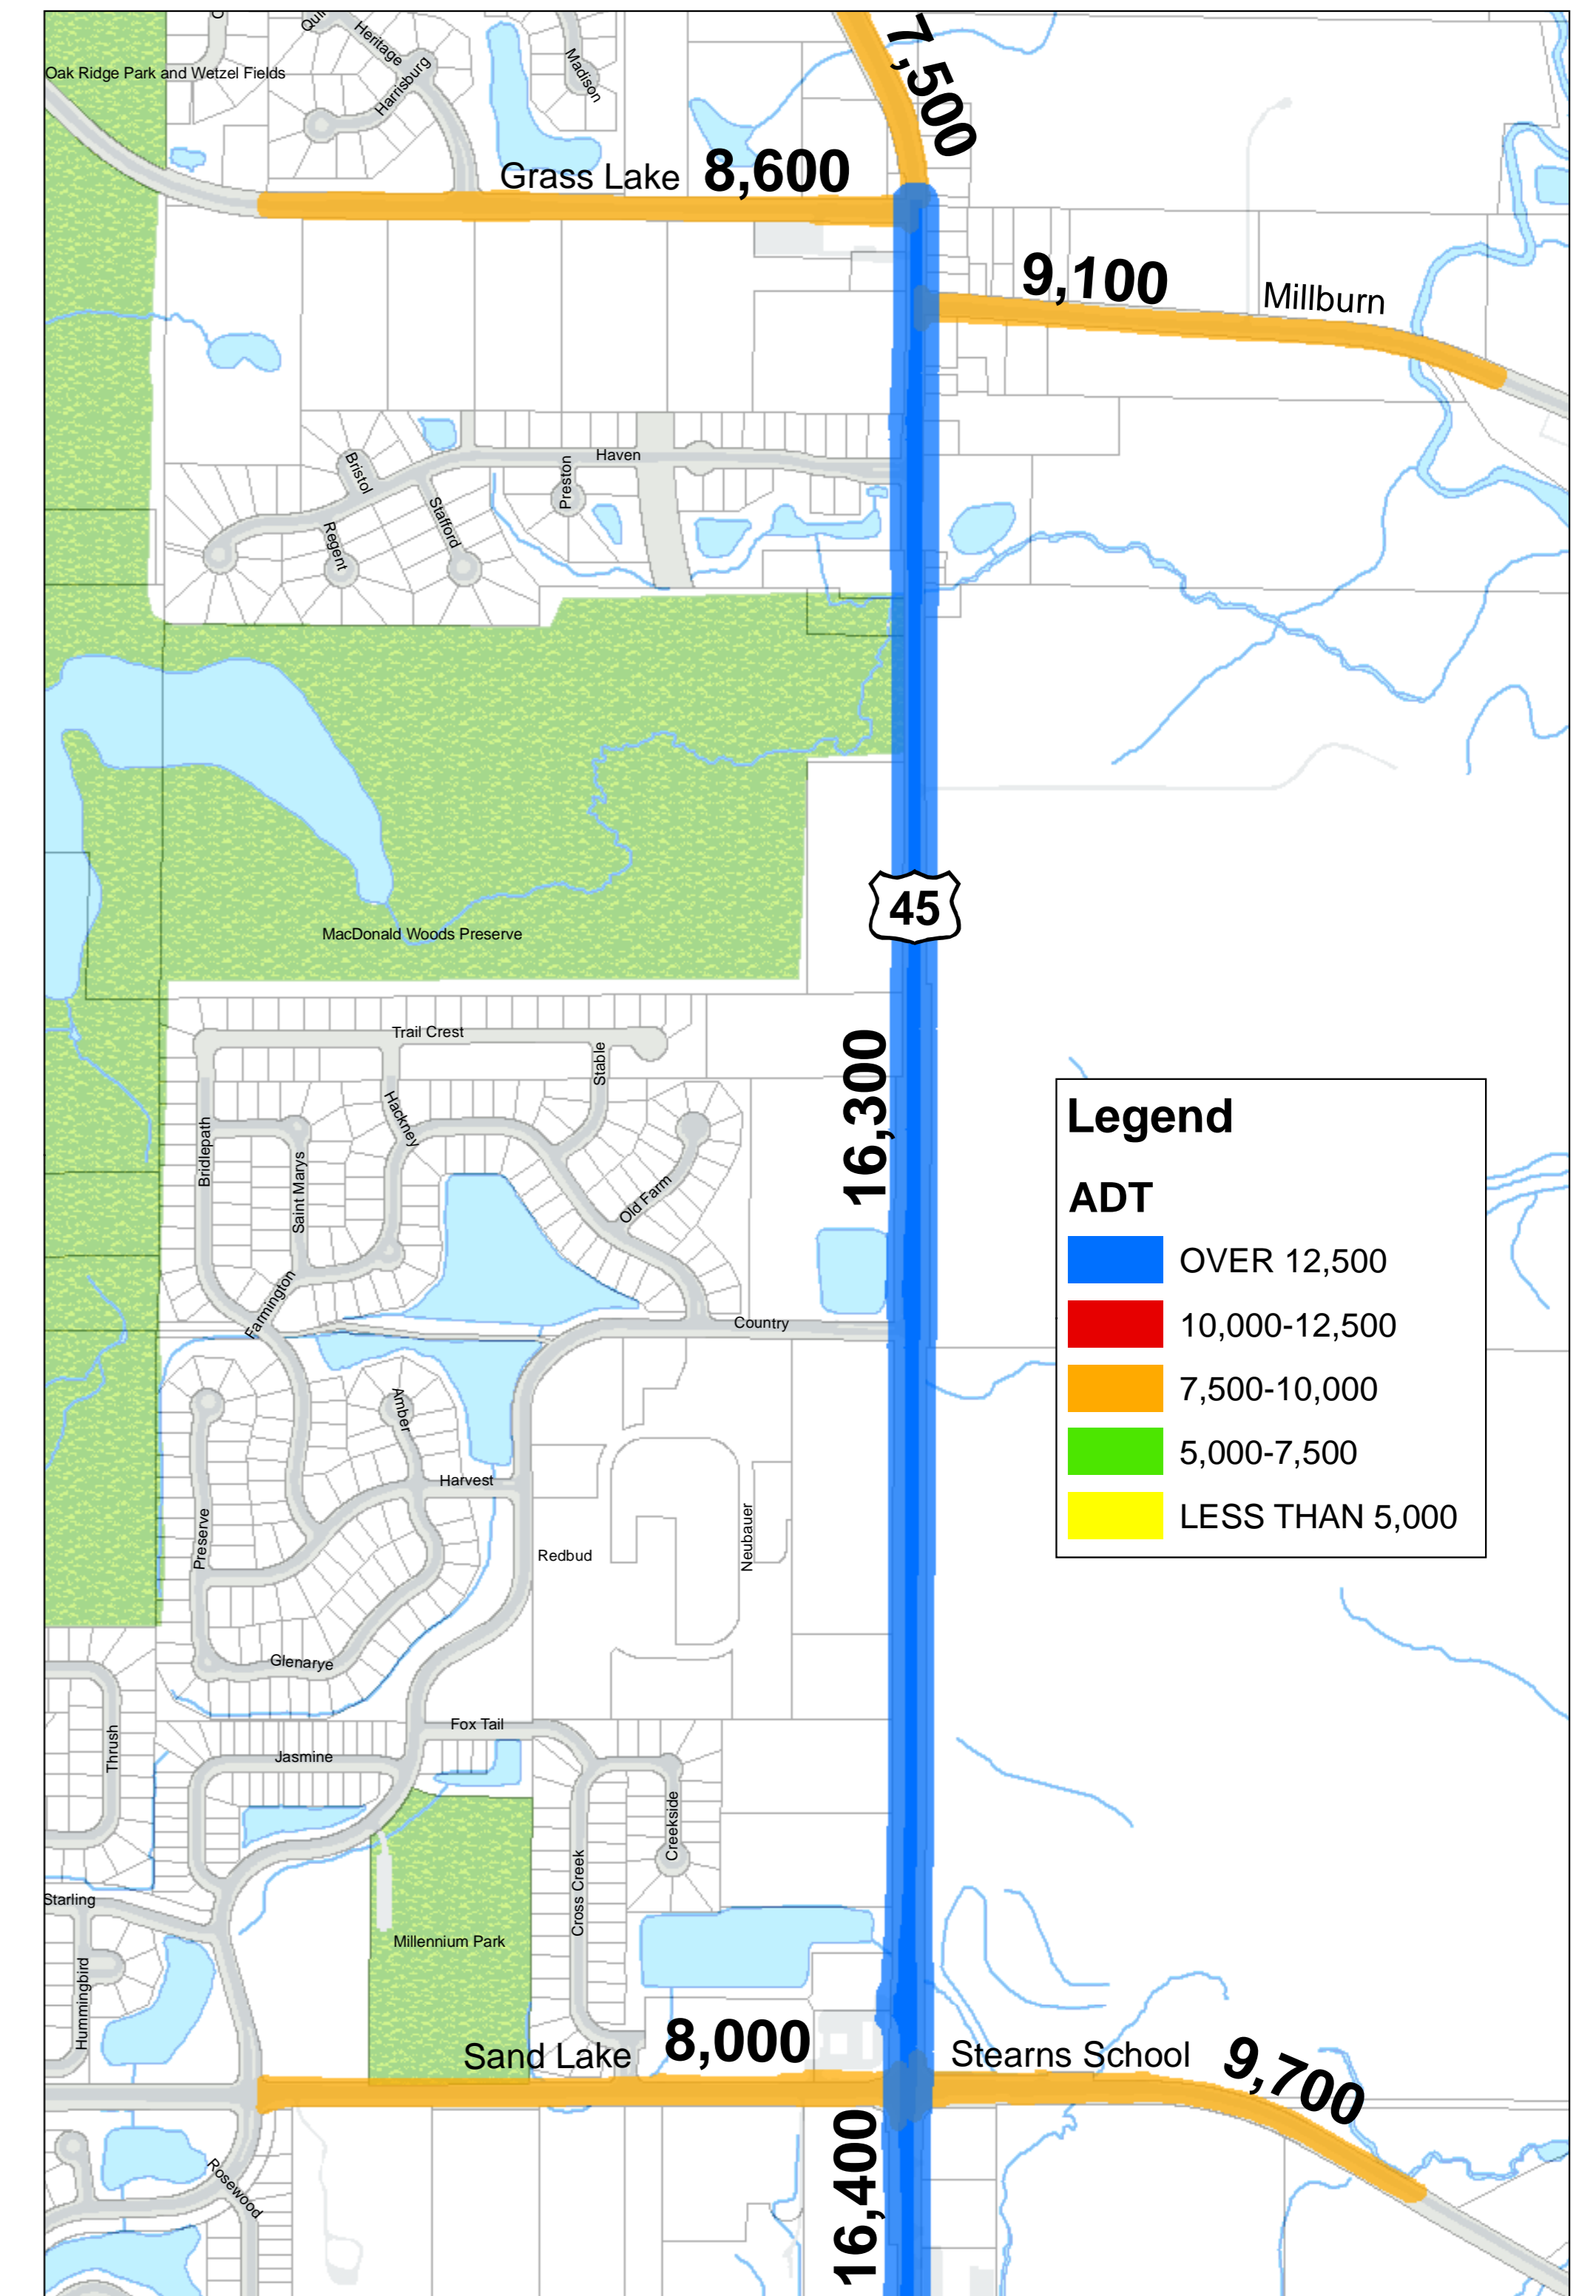 Quin
Heritage
Harrisburg
Madison
7,500
Oak Ridge Park and Wetzel Fields
Grass Lake
8,600
9,100
Millburn
Haven
Bristol
Preston
Stafford
Regent
45
MacDonald Woods Preserve
Trail Crest
Stable
16,300
Hackney
Bridlepath
Saint Marys
Old Farm
Farmington
Country
Legend
ADT
OVER 12,500
10,000-12,500
7,500-10,000
5,000-7,500
LESS THAN 5,000
Amber
Harvest
Preserve
Redbud
Neubauer
Glenarye
Fox Tail
Thrush
Jasmine
Creekside
Cross Creek
Starling
Millennium Park
Hummingbird
Sand Lake
8,000
Stearns School
9,700
16,400
Rosewood